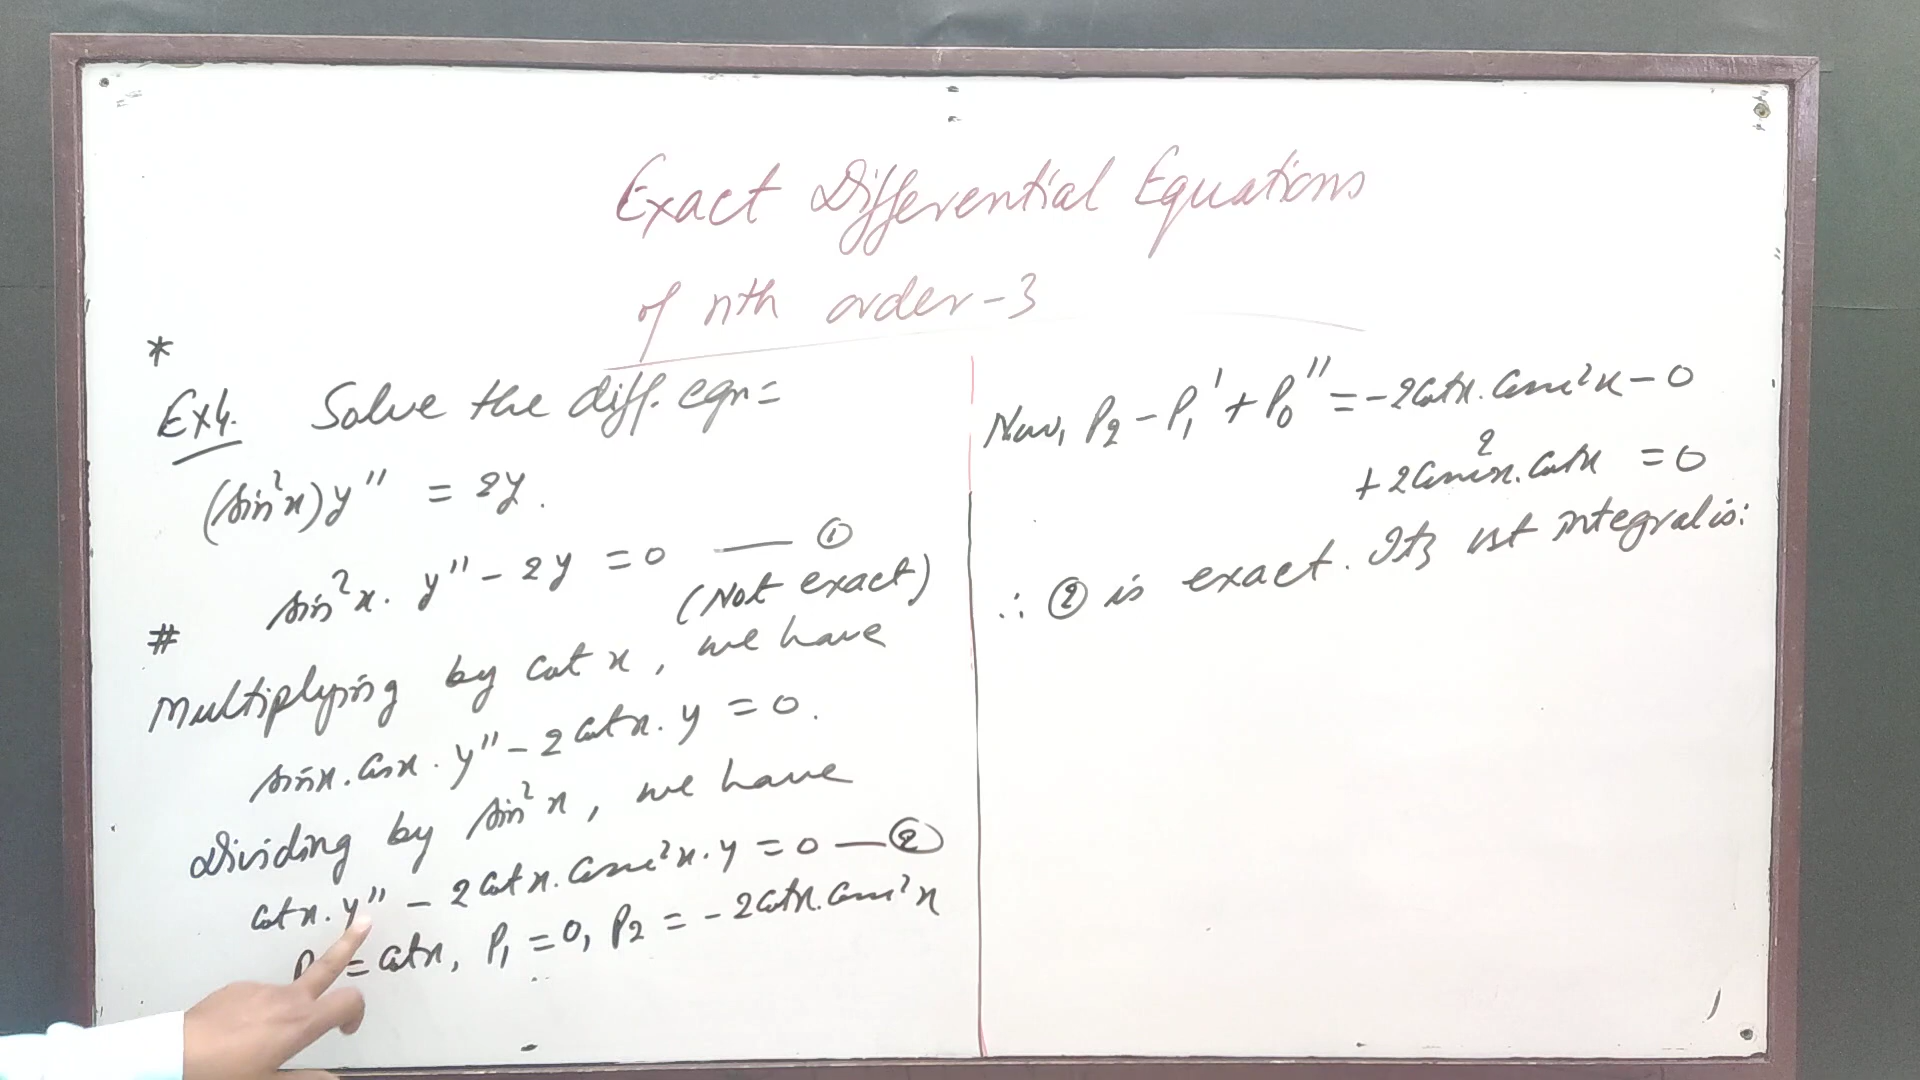 Exact Differential Equations
of nth order-3
*
Ex4. Solve the diff. eqn=
(sin²x)y″ = 2y.
sin²x. y″ - 2y = 0 — ①
(Not exact)
#
Multiplying by cot x, we have
sinx. cosx. y″ - 2 cotx. y = 0.
Dividing by sin²x, we have
cotx. y″ - 2 cotx. cosec²x. y = 0 — ②
P = cotx, P₁ = 0, P₂ = -2cotx. cosec²x
Now, P₂ - P₁′ + P₀″ = -2cotx. cosec²x - 0
+ 2cosec²x. cotx = 0
∴ ② is exact. Its 1st integral is: